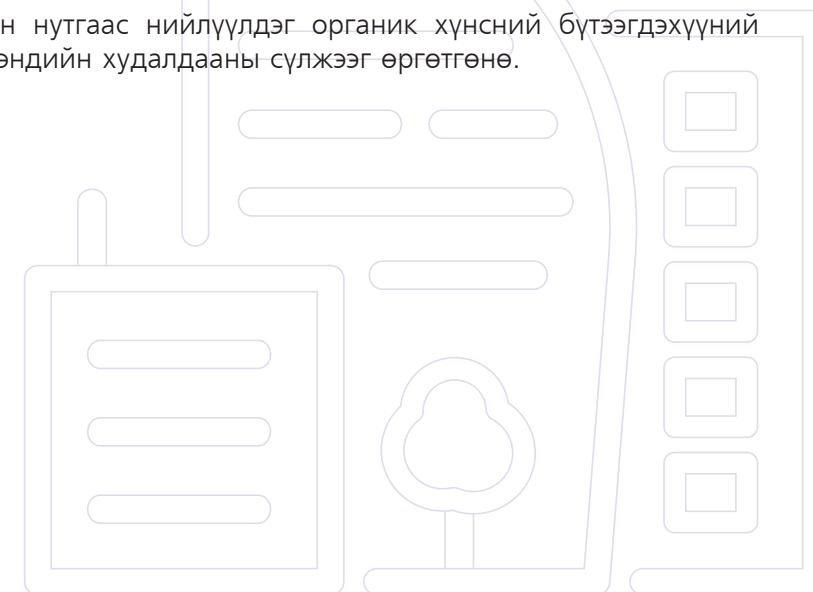 н нутгаас нийлүүлдэг органик хүнсний бүтээгдэхүүний
эндийн худалдааны сүлжээг өргөтгөнө.